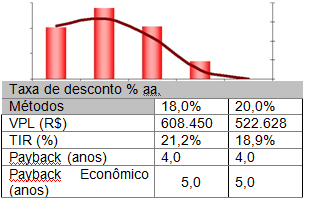 Taxa de desconto % aa.
Métodos 18,0% 20,0%
VPL (R$) 608.450 522.628
TIR (%) 21,2% 18,9%
Payback (anos) 4,0 4,0
Payback Econômico (anos) 5,0 5,0